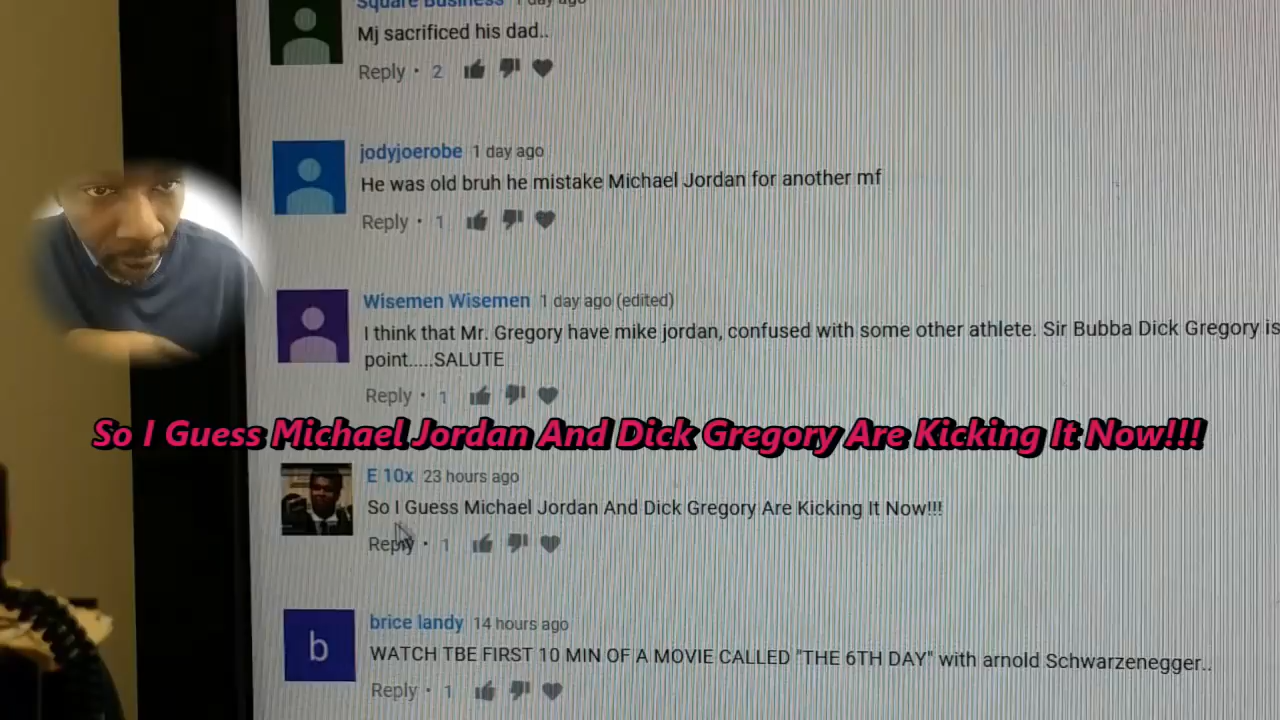 Square Business 1 day ago
Mj sacrificed his dad..
Reply • 2
jodyjoerobe 1 day ago
He was old bruh he mistake Michael Jordan for another mf
Reply • 1
Wisemen Wisemen 1 day ago (edited)
I think that Mr. Gregory have mike jordan, confused with some other athlete. Sir Bubba Dick Gregory is
point.....SALUTE
Reply • 1
So I Guess Michael Jordan And Dick Gregory Are Kicking It Now!!!
E 10x 23 hours ago
So I Guess Michael Jordan And Dick Gregory Are Kicking It Now!!!
Reply • 1
b
brice landy 14 hours ago
WATCH TBE FIRST 10 MIN OF A MOVIE CALLED "THE 6TH DAY" with arnold Schwarzenegger..
Reply • 1